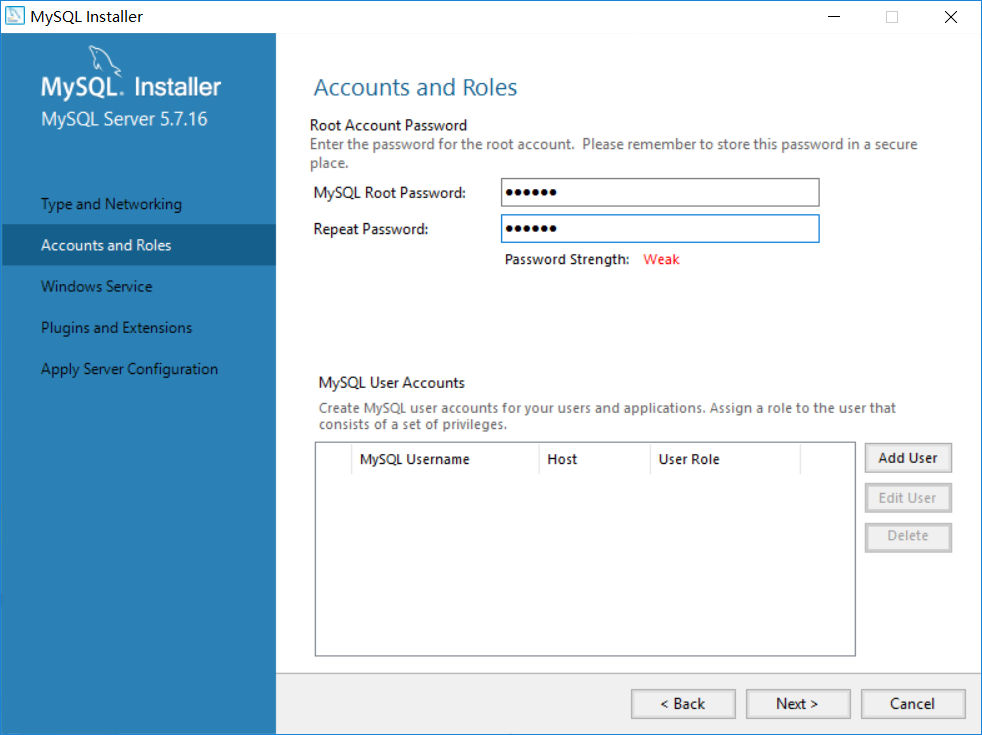 MySQL Installer
MySQL. Installer
MySQL Server 5.7.16
Type and Networking
Accounts and Roles
Windows Service
Plugins and Extensions
Apply Server Configuration
Accounts and Roles
Root Account Password
Enter the password for the root account.  Please remember to store this password in a secure
place.
MySQL Root Password: ●●●●●●
Repeat Password: ●●●●●●
Password Strength: Weak
MySQL User Accounts
Create MySQL user accounts for your users and applications. Assign a role to the user that
consists of a set of privileges.
MySQL Username Host User Role
Add User
Edit User
Delete
< Back Next > Cancel